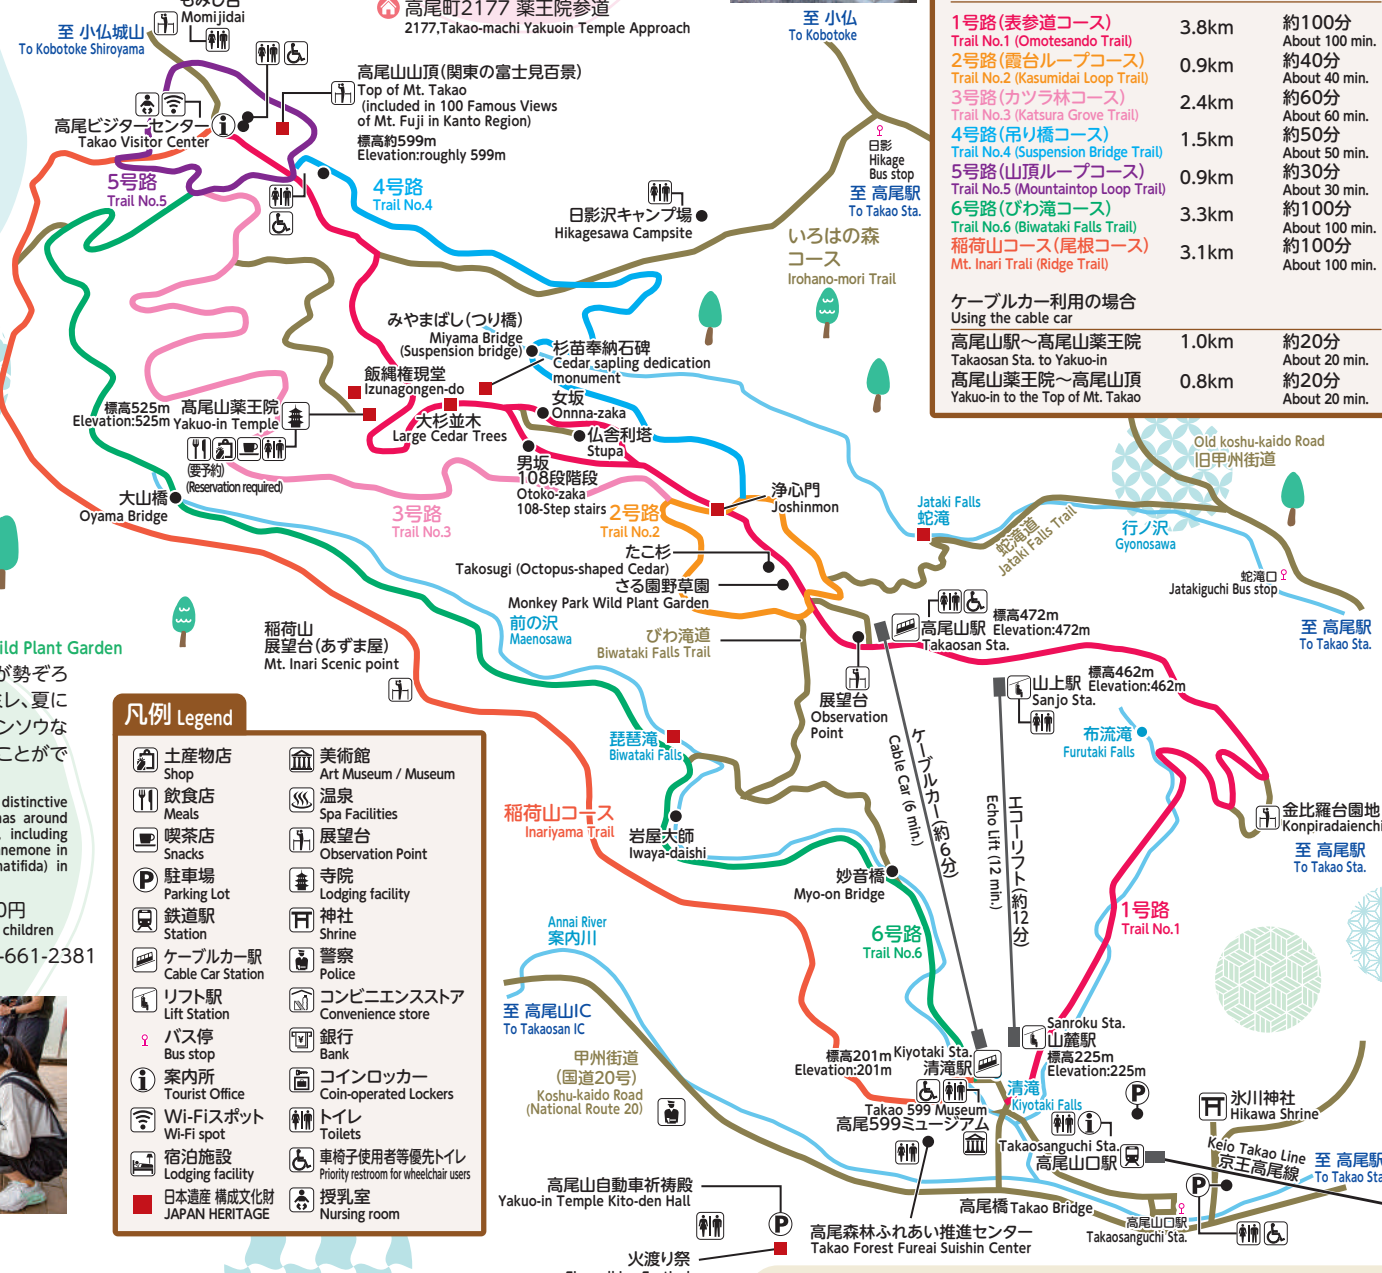 もみじ台
Momijidai
至 小仏城山
To Kobotoke Shiroyama
高尾町2177 薬王院参道
2177,Takao-machi Yakuoin Temple Approach
至 小仏
To Kobotoke
高尾山山頂(関東の富士見百景)
Top of Mt. Takao
(included in 100 Famous Views
of Mt. Fuji in Kanto Region)
標高約599m
Elevation:roughly 599m
高尾ビジターセンター
Takao Visitor Center
5号路
Trail No.5
4号路
Trail No.4
日影
Hikage
Bus stop
至 高尾駅
To Takao Sta.
日影沢キャンプ場
Hikagesawa Campsite
いろはの森
コース
Irohano-mori Trail
1号路(表参道コース) 3.8km 約100分
Trail No.1 (Omotesando Trail) About 100 min.
2号路(霞台ループコース) 0.9km 約40分
Trail No.2 (Kasumidai Loop Trail) About 40 min.
3号路(カツラ林コース) 2.4km 約60分
Trail No.3 (Katsura Grove Trail) About 60 min.
4号路(吊り橋コース) 1.5km 約50分
Trail No.4 (Suspension Bridge Trail) About 50 min.
5号路(山頂ループコース) 0.9km 約30分
Trail No.5 (Mountaintop Loop Trail) About 30 min.
6号路(びわ滝コース) 3.3km 約100分
Trail No.6 (Biwataki Falls Trail) About 100 min.
稲荷山コース(尾根コース) 3.1km 約100分
Mt. Inari Trali (Ridge Trail) About 100 min.
ケーブルカー利用の場合
Using the cable car
高尾山駅〜髙尾山薬王院 1.0km 約20分
Takaosan Sta. to Yakuo-in About 20 min.
髙尾山薬王院〜高尾山頂 0.8km 約20分
Yakuo-in to the Top of Mt. Takao About 20 min.
みやまばし(つり橋)
Miyama Bridge
(Suspension bridge)
杉苗奉納石碑
Cedar sapling dedication
monument
飯縄権現堂
Izunagongen-do
標高525m
Elevation:525m
髙尾山薬王院
Yakuo-in Temple
(要予約)
(Reservation required)
大杉並木
Large Cedar Trees
女坂
Onnna-zaka
仏舎利塔
Stupa
男坂
108段階段
Otoko-zaka
108-Step stairs
大山橋
Oyama Bridge
3号路
Trail No.3
2号路
Trail No.2
浄心門
Joshinmon
たこ杉
Takosugi (Octopus-shaped Cedar)
さる園野草園
Monkey Park Wild Plant Garden
Jataki Falls
蛇滝
蛇滝道
Jataki Falls Trail
Old koshu-kaido Road
旧甲州街道
行ノ沢
Gyonosawa
蛇滝口
Jatakiguchi Bus stop
至 高尾駅
To Takao Sta.
前の沢
Maenosawa
びわ滝道
Biwataki Falls Trail
高尾山駅
Takaosan Sta.
標高472m
Elevation:472m
稲荷山
展望台(あずま屋)
Mt. Inari Scenic point
展望台
Observation
Point
山上駅
Sanjo Sta.
標高462m
Elevation:462m
布流滝
Furutaki Falls
琵琶滝
Biwataki Falls
ケーブルカー(約6分)
Cable Car (6 min.)
エコーリフト(約12分)
Echo Lift (12 min.)
金比羅台園地
Konpiradaienchi
至 高尾駅
To Takao Sta.
稲荷山コース
Inariyama Trail
岩屋大師
Iwaya-daishi
妙音橋
Myo-on Bridge
1号路
Trail No.1
6号路
Trail No.6
Annai River
案内川
至 高尾山IC
To Takaosan IC
甲州街道
(国道20号)
Koshu-kaido Road
(National Route 20)
標高201m
Elevation:201m
Kiyotaki Sta.
清滝駅
Sanroku Sta.
山麓駅
標高225m
Elevation:225m
清滝
Kiyotaki Falls
Takao 599 Museum
高尾599ミュージアム
Takaosanguchi Sta.
高尾山口駅
氷川神社
Hikawa Shrine
Keio Takao Line
京王高尾線
至 高尾駅
To Takao Sta
高尾橋 Takao Bridge
高尾山口駅
Takaosanguchi Sta.
高尾山自動車祈祷殿
Yakuo-in Temple Kito-den Hall
火渡り祭
高尾森林ふれあい推進センター
Takao Forest Fureai Suishin Center
ild Plant Garden
が勢ぞろ
ミレ、夏に
ンソウな
ことがで
distinctive
has around
, including
nemone in
natifida) in
0円
children
-661-2381
凡例 Legend
土産物店
Shop
飲食店
Meals
喫茶店
Snacks
駐車場
Parking Lot
鉄道駅
Station
ケーブルカー駅
Cable Car Station
リフト駅
Lift Station
バス停
Bus stop
案内所
Tourist Office
Wi-Fiスポット
Wi-Fi spot
宿泊施設
Lodging facility
日本遺産 構成文化財
JAPAN HERITAGE
美術館
Art Museum / Museum
温泉
Spa Facilities
展望台
Observation Point
寺院
Lodging facility
神社
Shrine
警察
Police
コンビニエンスストア
Convenience store
銀行
Bank
コインロッカー
Coin-operated Lockers
トイレ
Toilets
車椅子使用者等優先トイレ
Priority restroom for wheelchair users
授乳室
Nursing room